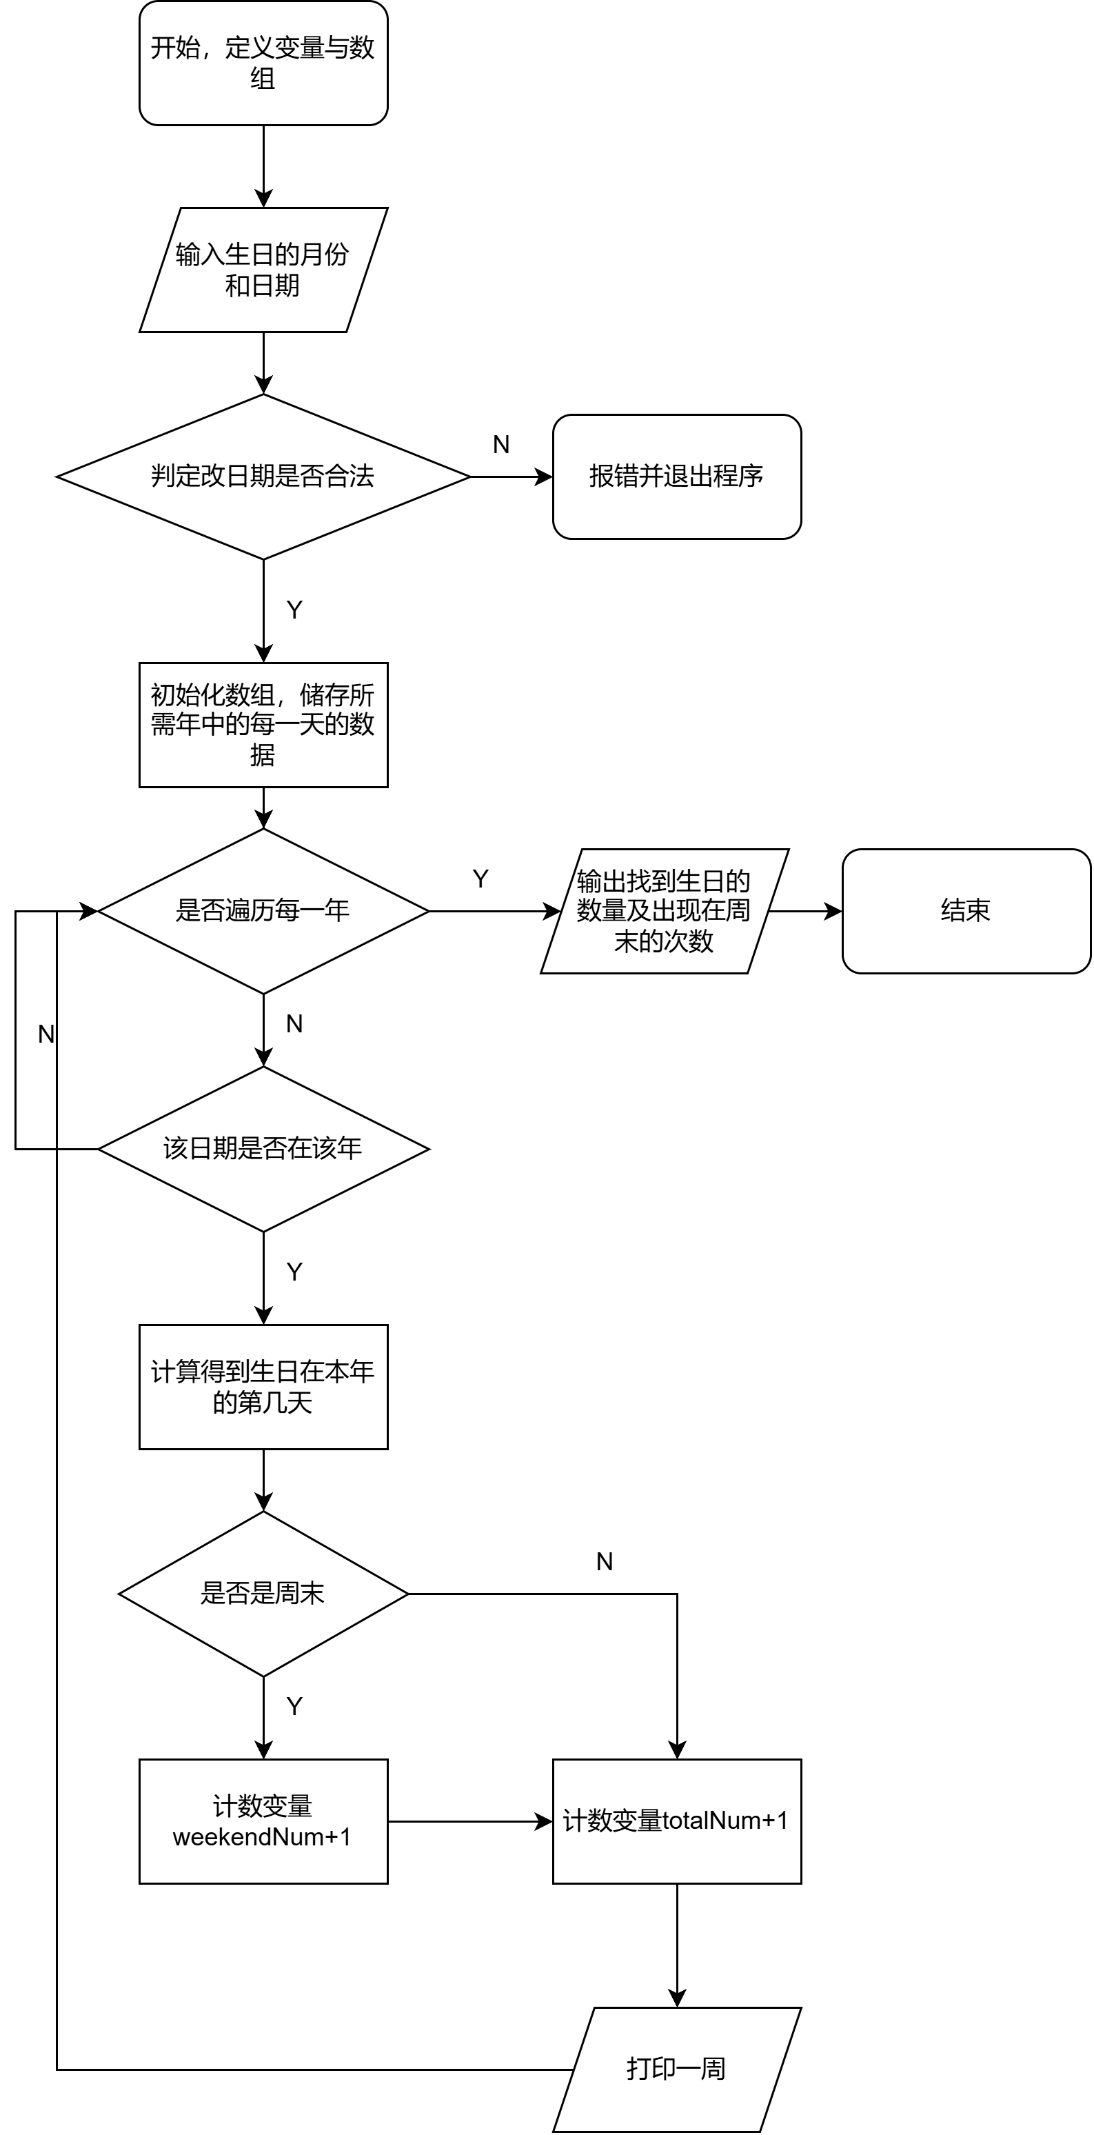 开始，定义变量与数
组
输入生日的月份
和日期
判定改日期是否合法
N
报错并退出程序
Y
初始化数组，储存所
需年中的每一天的数
据
是否遍历每一年
Y
输出找到生日的
数量及出现在周
末的次数
结束
N
N
该日期是否在该年
Y
计算得到生日在本年
的第几天
是否是周末
N
Y
计数变量
weekendNum+1
计数变量totalNum+1
打印一周